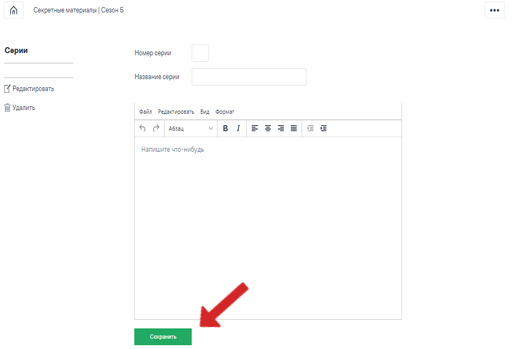 Секретные материалы | Сезон 5
Серии
Редактировать
Удалить
Номер серии
Название серии
Файл Редактировать Вид Формат
Абзац B I
Напишите что-нибудь
Сохранить